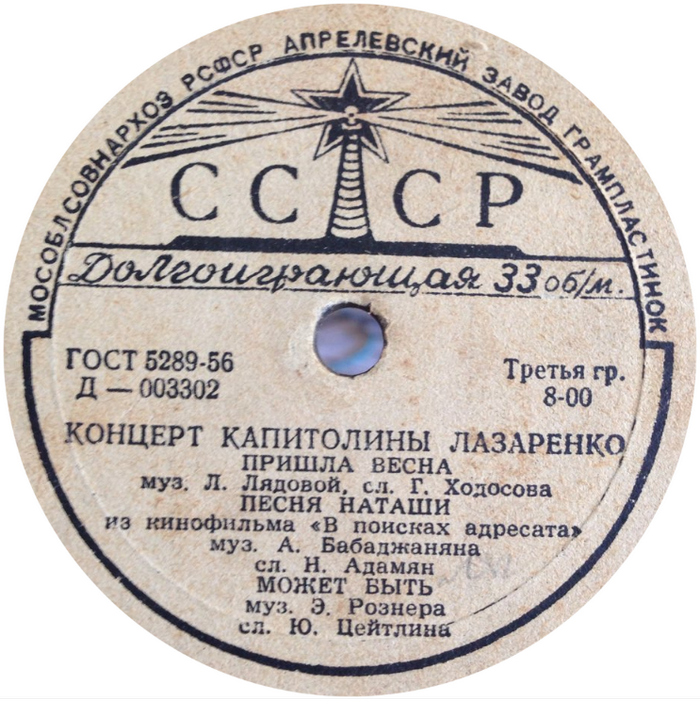 МОСОБЛСОВНАРХОЗ РСФСР АПРЕЛЕВСКИЙ ЗАВОД ГРАМПЛАСТИНОК
СССР
Долгоиграющая 33 об/м.
ГОСТ 5289-56
Д — 003302
Третья гр.
8-00
КОНЦЕРТ КАПИТОЛИНЫ ЛАЗАРЕНКО
ПРИШЛА ВЕСНА
муз. Л. Лядовой, сл. Г. Ходосова
ПЕСНЯ НАТАШИ
из кинофильма «В поисках адресата»
муз. А. Бабаджаняна
сл. Н. Адамян
МОЖЕТ БЫТЬ
муз. Э. Рознера
сл. Ю. Цейтлина